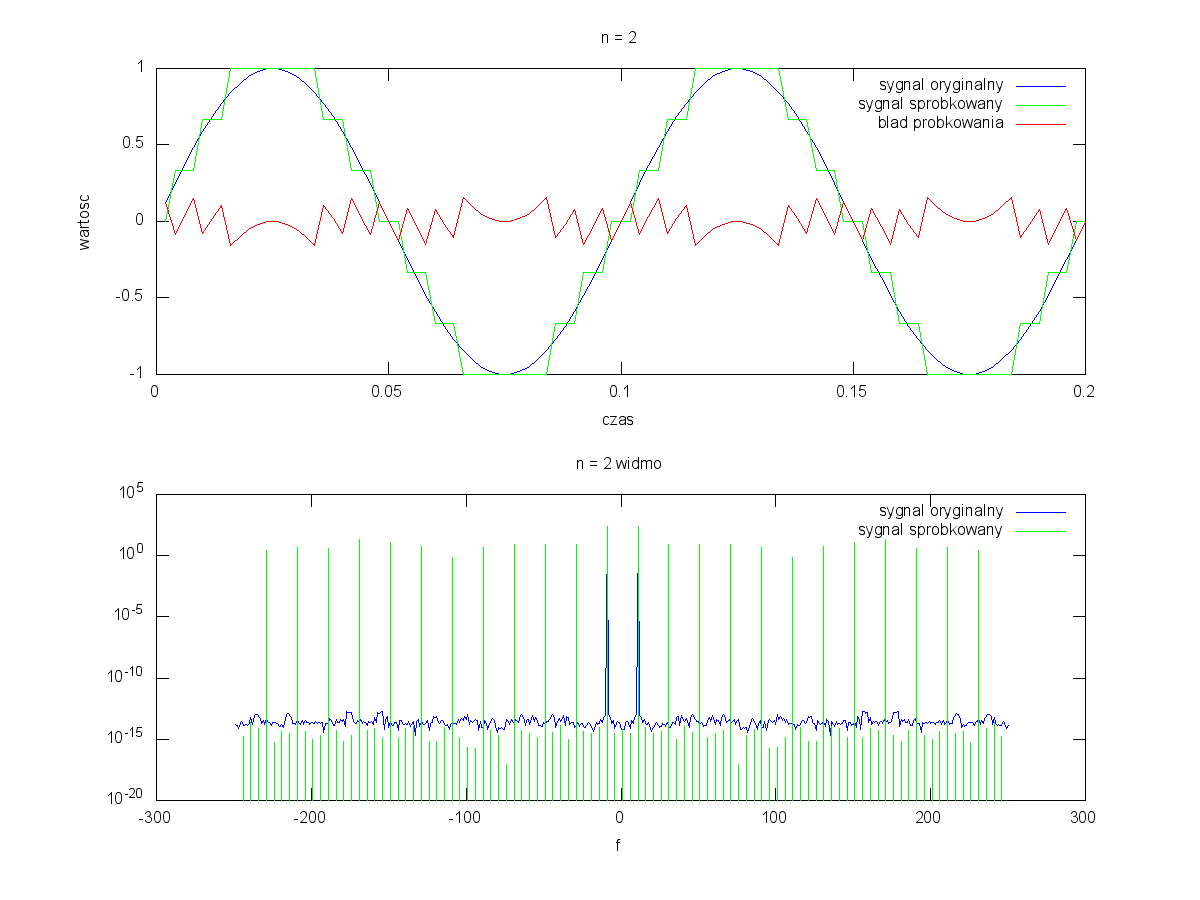 n = 2
1
0.5
0
-0.5
-1
wartosc
sygnal oryginalny
sygnal sprobkowany
blad probkowania
0
0.05
0.1
0.15
0.2
czas
n = 2 widmo
10^5
10^0
10^-5
10^-10
10^-15
10^-20
sygnal oryginalny
sygnal sprobkowany
-300
-200
-100
0
100
200
300
f